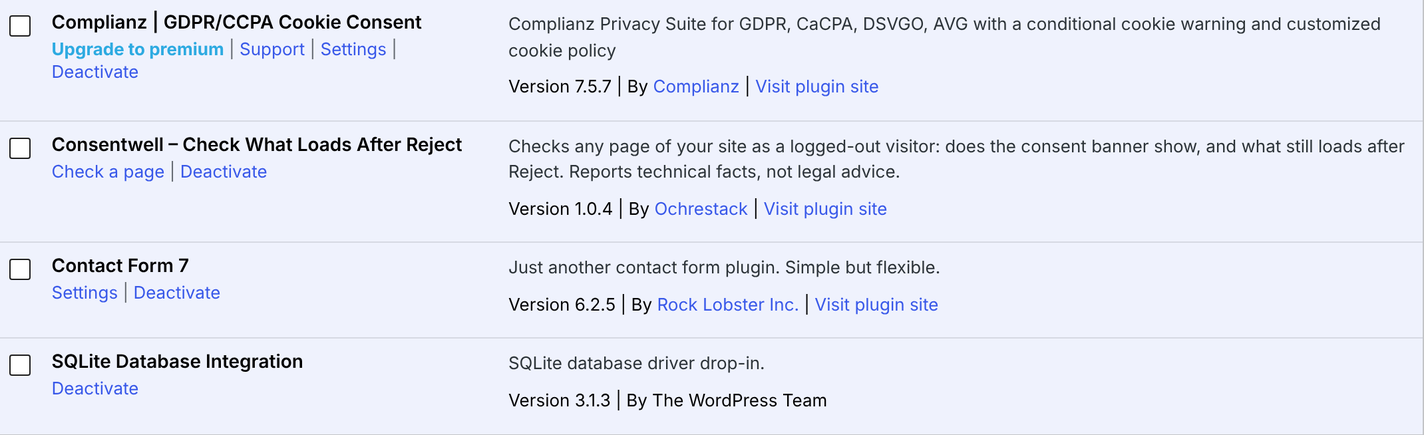 Complianz | GDPR/CCPA Cookie Consent
Upgrade to premium | Support | Settings |
Deactivate
Complianz Privacy Suite for GDPR, CaCPA, DSVGO, AVG with a conditional cookie warning and customized
cookie policy
Version 7.5.7 | By Complianz | Visit plugin site
Consentwell – Check What Loads After Reject
Check a page | Deactivate
Checks any page of your site as a logged-out visitor: does the consent banner show, and what still loads after
Reject. Reports technical facts, not legal advice.
Version 1.0.4 | By Ochrestack | Visit plugin site
Contact Form 7
Settings | Deactivate
Just another contact form plugin. Simple but flexible.
Version 6.2.5 | By Rock Lobster Inc. | Visit plugin site
SQLite Database Integration
Deactivate
SQLite database driver drop-in.
Version 3.1.3 | By The WordPress Team